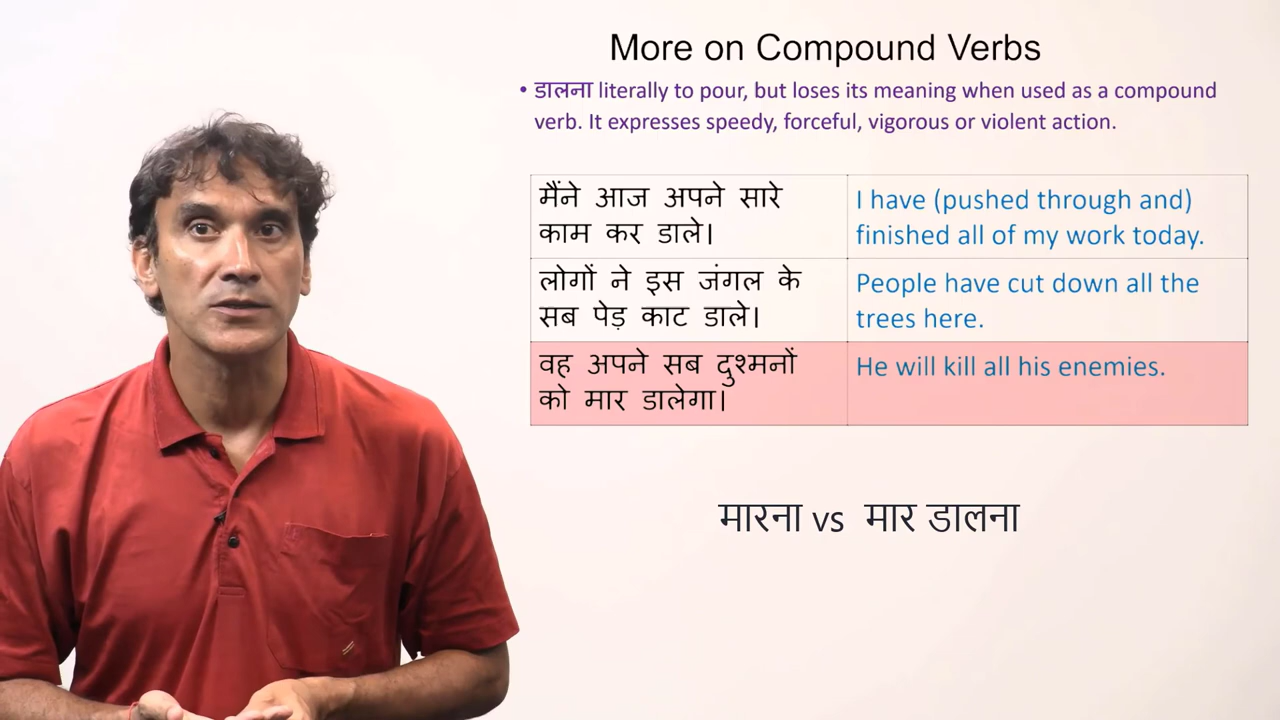 More on Compound Verbs
• डालना literally to pour, but loses its meaning when used as a compound
verb. It expresses speedy, forceful, vigorous or violent action.
मैंने आज अपने सारे
काम कर डाले।
I have (pushed through and)
finished all of my work today.
लोगों ने इस जंगल के
सब पेड़ काट डाले।
People have cut down all the
trees here.
वह अपने सब दुश्मनों
को मार डालेगा।
He will kill all his enemies.
मारना vs मार डालना